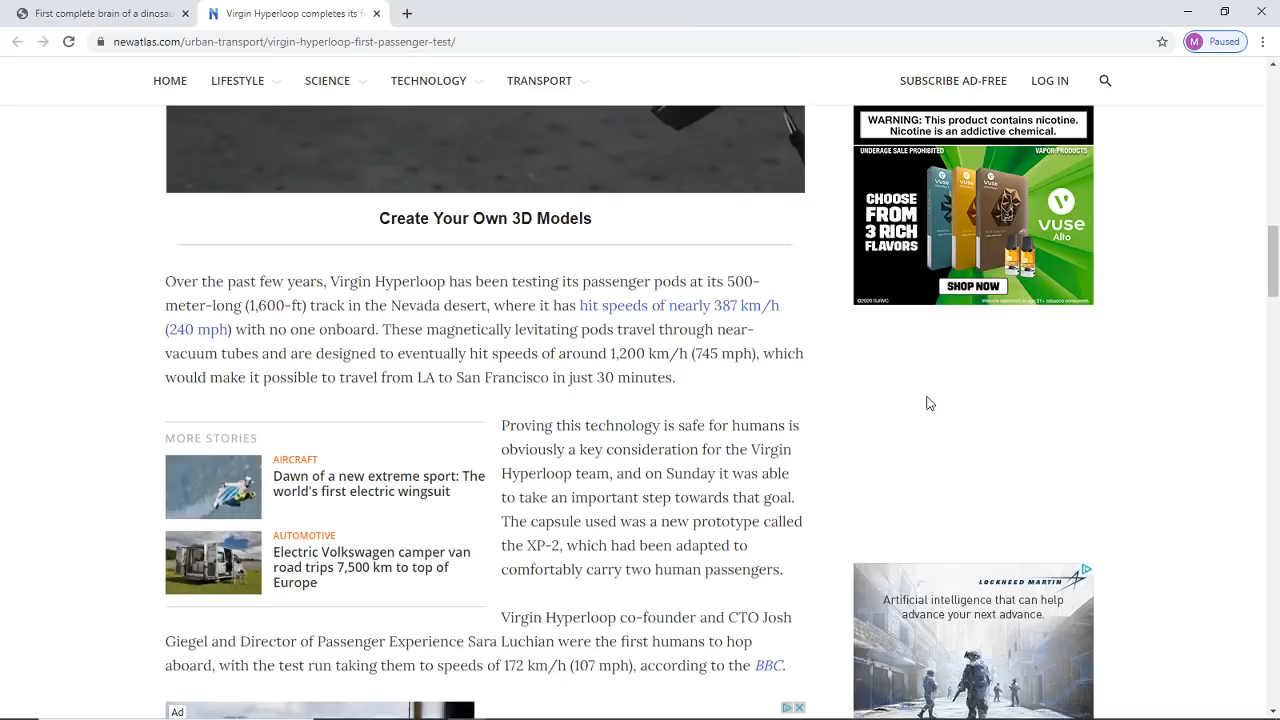 First complete brain of a dinosau
Virgin Hyperloop completes its f
newatlas.com/urban-transport/virgin-hyperloop-first-passenger-test/
M Paused
HOME LIFESTYLE SCIENCE TECHNOLOGY TRANSPORT SUBSCRIBE AD-FREE LOG IN
Create Your Own 3D Models
Over the past few years, Virgin Hyperloop has been testing its passenger pods at its 500-
meter-long (1,600-ft) track in the Nevada desert, where it has hit speeds of nearly 387 km/h
(240 mph) with no one onboard. These magnetically levitating pods travel through near-
vacuum tubes and are designed to eventually hit speeds of around 1,200 km/h (745 mph), which
would make it possible to travel from LA to San Francisco in just 30 minutes.
MORE STORIES
AIRCRAFT
Dawn of a new extreme sport: The
world's first electric wingsuit
AUTOMOTIVE
Electric Volkswagen camper van
road trips 7,500 km to top of
Europe
Proving this technology is safe for humans is
obviously a key consideration for the Virgin
Hyperloop team, and on Sunday it was able
to take an important step towards that goal.
The capsule used was a new prototype called
the XP-2, which had been adapted to
comfortably carry two human passengers.
Virgin Hyperloop co-founder and CTO Josh
Giegel and Director of Passenger Experience Sara Luchian were the first humans to hop
aboard, with the test run taking them to speeds of 172 km/h (107 mph), according to the BBC.
Ad
WARNING: This product contains nicotine.
Nicotine is an addictive chemical.
UNDERAGE SALE PROHIBITED VAPOR PRODUCTS
CHOOSE
FROM
3 RICH
FLAVORS
VUSE
VUSE
VUSE
VUSE
Alto
SHOP NOW
©2020 RJRVC
Website restricted to age 21+ tobacco consumers
LOCKHEED MARTIN
Artificial intelligence that can help
advance your next advance.